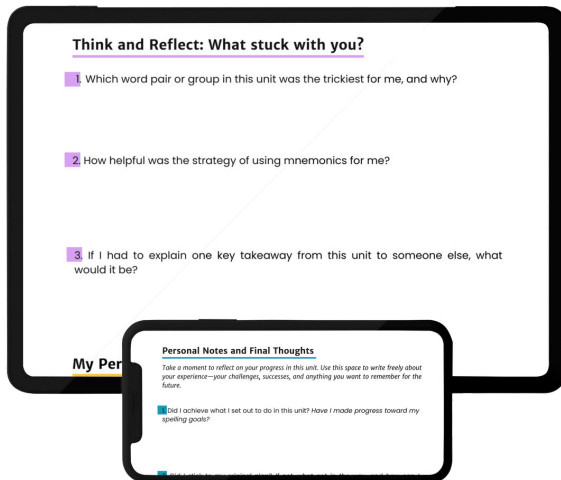 Think and Reflect: What stuck with you?
1. Which word pair or group in this unit was the trickiest for me, and why?
2. How helpful was the strategy of using mnemonics for me?
3. If I had to explain one key takeaway from this unit to someone else, what
would it be?
My Per
Personal Notes and Final Thoughts
Take a moment to reflect on your progress in this unit. Use this space to write freely about
your experience—your challenges, successes, and anything you want to remember for the
future.
1. Did I achieve what I set out to do in this unit? Have I made progress toward my
spelling goals?